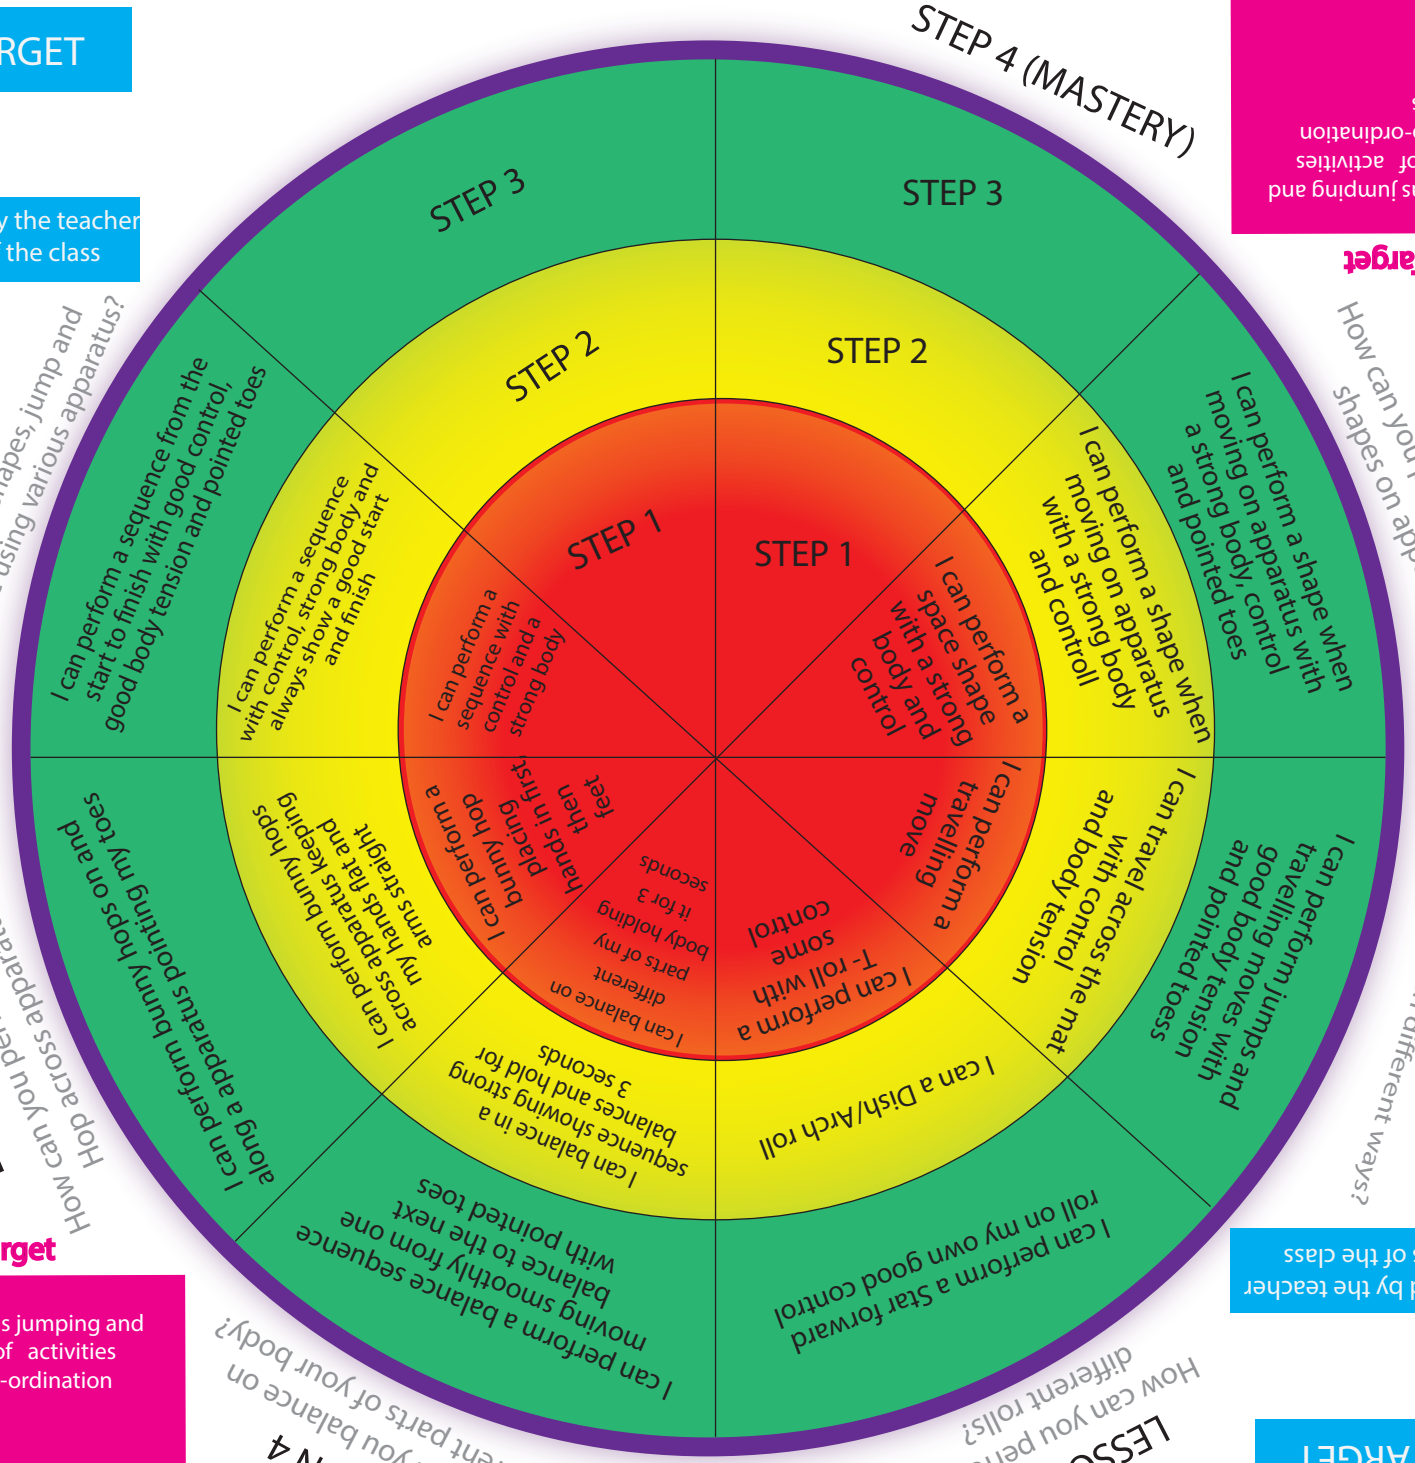 RGET
y the teacher
the class
STEP 4 (MASTERY)
-ordination
of activities
s jumping and
arget
STEP 3
STEP 3
STEP 2
STEP 2
STEP 1
STEP 1
apes, jump and
using various apparatus?
How can you
shapes on app
I can perform a sequence from the
start to finish with good control,
good body tension and pointed toes
I can perform a sequence
with control, strong body and
always show a good start
and finish
I can perform a
sequence with
control and a
strong body
I can perform a
space shape
with a strong
body and
control
I can perform a shape when
moving on apparatus
with a strong body
and controll
I can perform a shape when
moving on apparatus with
a strong body, control
and pointed toes
I can perform a
travelling
move
I can travel across the mat
with control
and body tension
I can perform jumps and
travelling moves with
good body tension
and pointed toess
different ways?
I can perform a
T- roll with
some
control
I can a Dish/Arch roll
I can perform a Star forward
roll on my own good control
How can you pe
different rolls?
LESSO
I can balance on
different
parts of my
body holding
it for 3
seconds
I can balance in a
sequence showing strong
balances and hold for
3 seconds
I can perform a balance sequence
moving smoothly from one
balance to the next
with pointed toes
you balance on
ent parts of your body?
N 4
I can perform a
bunny hop
placing
hands in first,
then
feet
I can perform bunny hops
across apparatus keeping
my hands flat and
arms straight
I can perform bunny hops on and
along a apparatus pointing my toes
How can you per
Hop across appara
rget
s jumping and
of activities
-ordination
d by the teacher
s of the class
ARGET